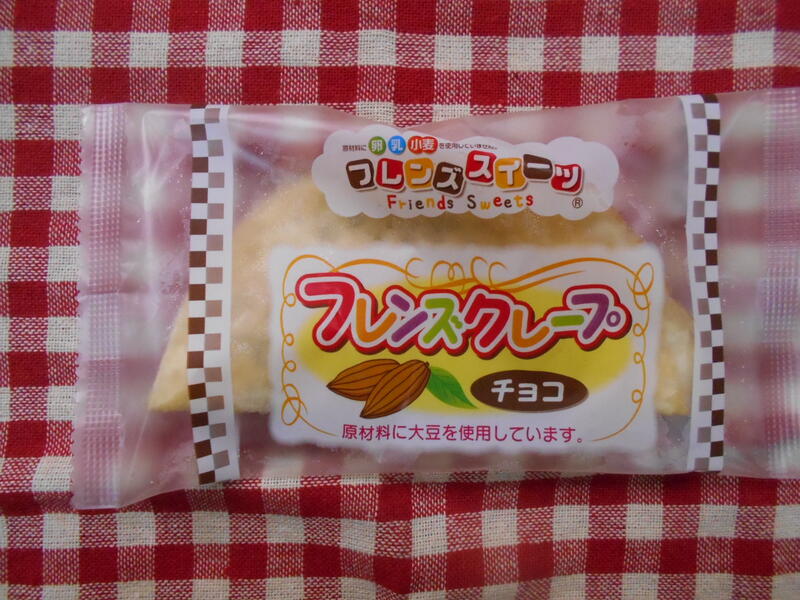 原材料に卵乳小麦を使用していません。
フレンズスイーツ
Friends Sweets
®
フレンズクレープ
チョコ
原材料に大豆を使用しています。